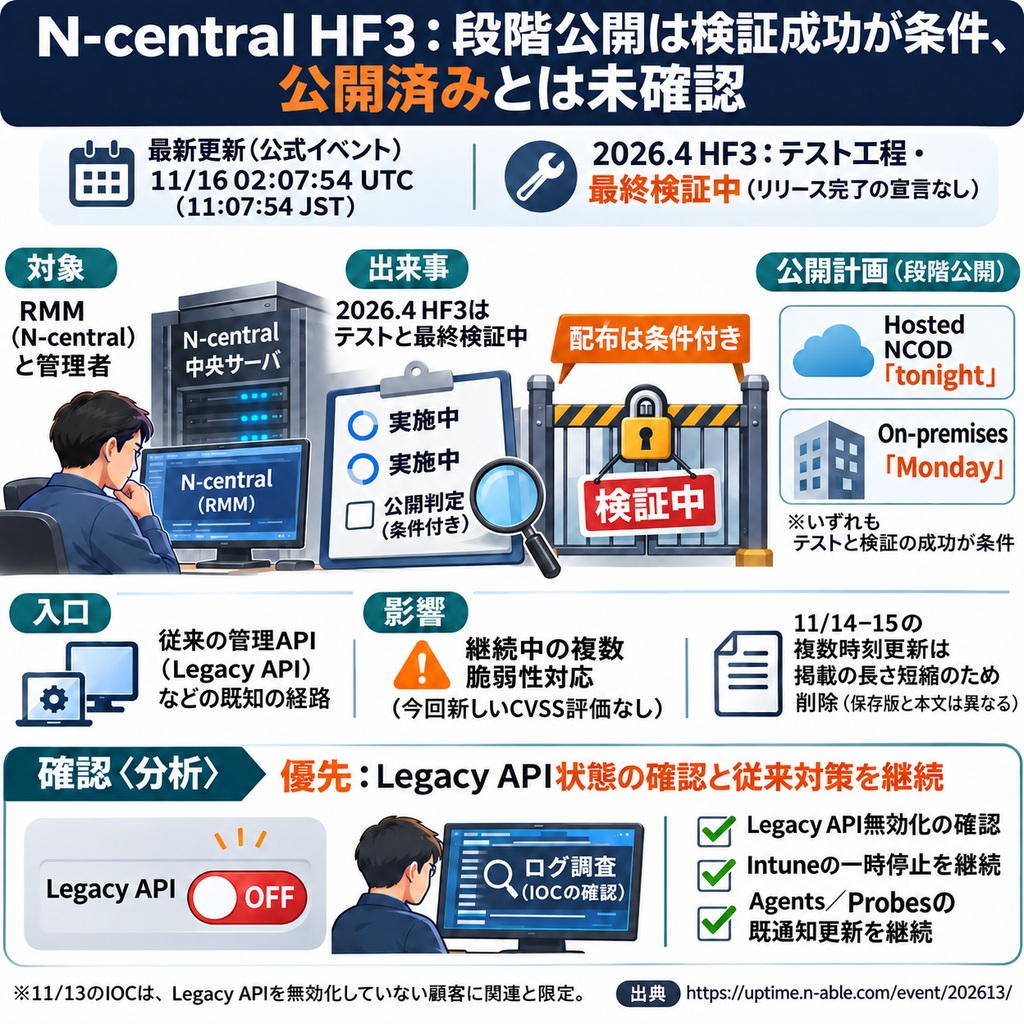 N-central HF3：段階公開は検証成功が条件、
公開済みとは未確認
最新更新（公式イベント）
11/16 02:07:54 UTC
（11:07:54 JST）
2026.4 HF3：テスト工程・
最終検証中（リリース完了の宣言なし）
対象
RMM
（N-central）
と管理者
N-central
中央サーバ
N-central
（RMM）
出来事
2026.4 HF3は
テストと最終検証中
実施中
実施中
公開判定
（条件付き）
配布は条件付き
検証中
公開計画（段階公開）
Hosted
NCOD
「tonight」
On-premises
「Monday」
※いずれも
テストと検証の成功が条件
入口
従来の管理API
（Legacy API）
などの既知の経路
影響
継続中の複数
脆弱性対応
（今回新しいCVSS評価なし）
11/14–15の
複数時刻更新は
掲載の長さ短縮のため
削除（保存版と本文は異なる）
確認〈分析〉
優先：Legacy API状態の確認と従来対策を継続
Legacy API
OFF
ログ調査
（IOCの確認）
Legacy API無効化の確認
Intuneの一時停止を継続
Agents／Probesの
既通知更新を継続
※11/13のIOCは、Legacy APIを無効化していない顧客に関連と限定。
出典
https://uptime.n-able.com/event/202613/